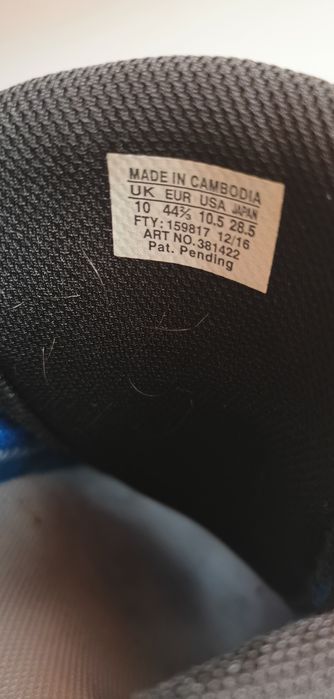 MADE IN CAMBODIA
UK EUR USA JAPAN
10 44⅔ 10.5 28.5
FTY: 159817 12/16
ART NO. 381422
Pat. Pending